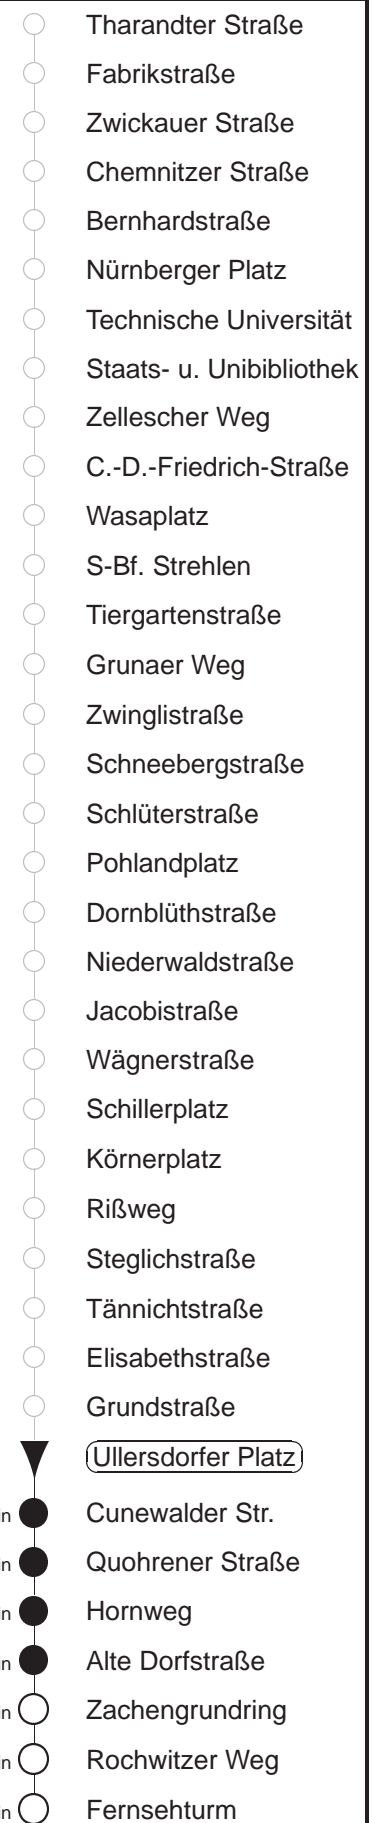 Tharandter Straße
Fabrikstraße
Zwickauer Straße
Chemnitzer Straße
Bernhardstraße
Nürnberger Platz
Technische Universität
Staats- u. Unibibliothek
Zellescher Weg
C.-D.-Friedrich-Straße
Wasaplatz
S-Bf. Strehlen
Tiergartenstraße
Grunaer Weg
Zwinglistraße
Schneebergstraße
Schlüterstraße
Pohlandplatz
Dornblüthstraße
Niederwaldstraße
Jacobistraße
Wägnerstraße
Schillerplatz
Körnerplatz
Rißweg
Steglichstraße
Tännichtstraße
Elisabethstraße
Grundstraße
Ullersdorfer Platz
Cunewalder Str.
Quohrener Straße
Hornweg
Alte Dorfstraße
Zachengrundring
Rochwitzer Weg
Fernsehturm